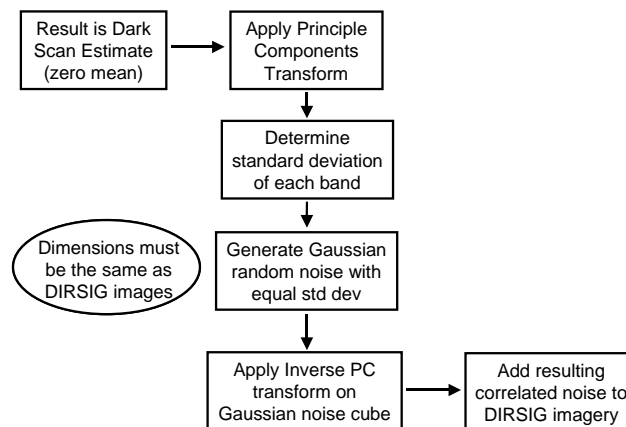 Result is Dark
Scan Estimate
(zero mean)
Apply Principle
Components
Transform
Determine
standard deviation
of each band
Dimensions must
be the same as
DIRSIG images
Generate Gaussian
random noise with
equal std dev
Apply Inverse PC
transform on
Gaussian noise cube
Add resulting
correlated noise to
DIRSIG imagery